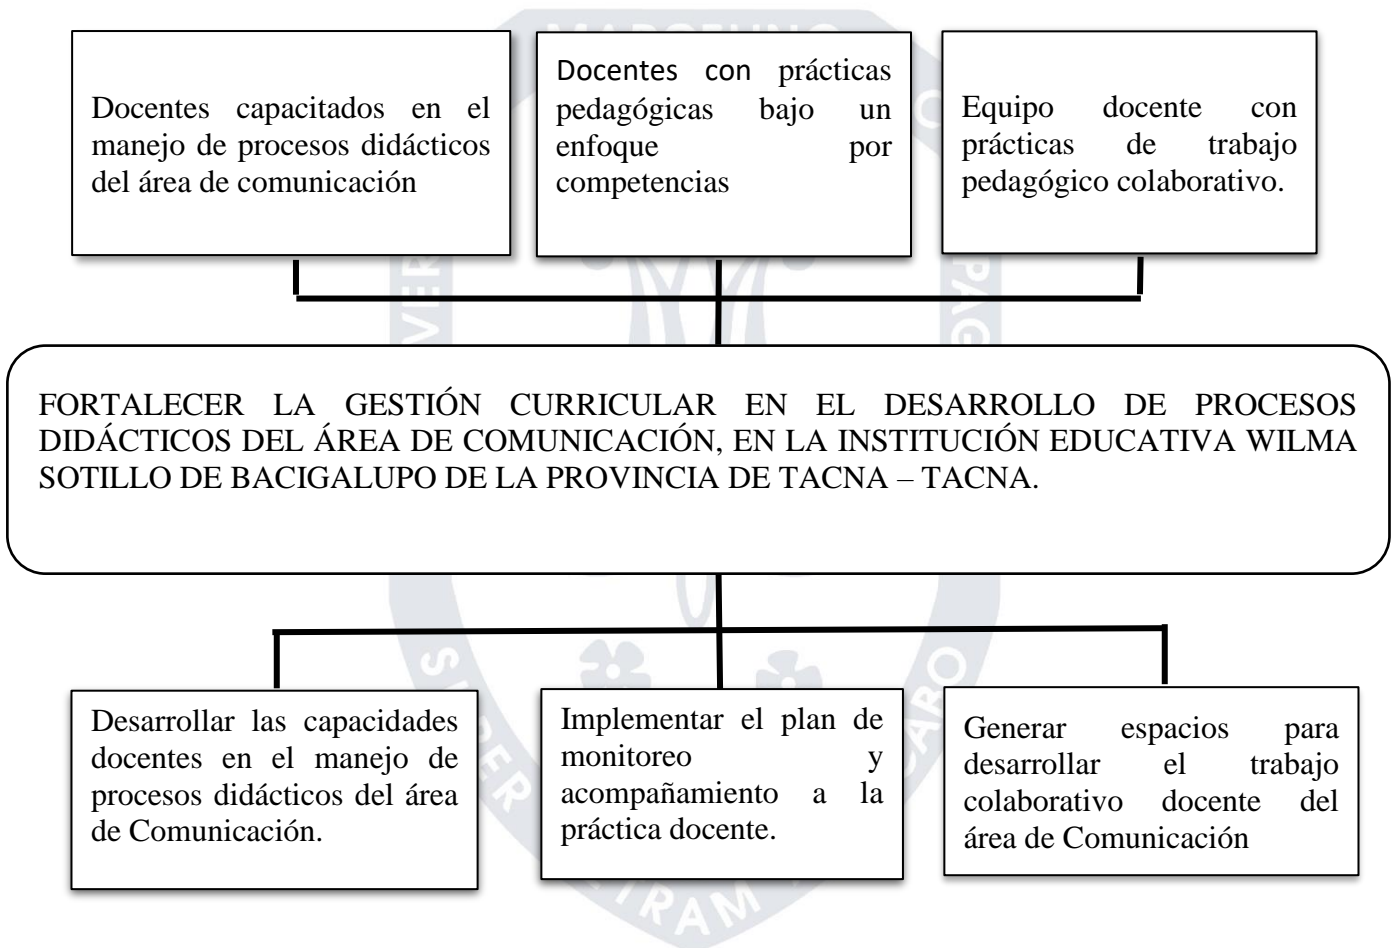 Docentes capacitados en el
manejo de procesos didácticos
del área de comunicación
Docentes con prácticas
pedagógicas bajo un
enfoque por
competencias
Equipo docente con
prácticas de trabajo
pedagógico colaborativo.
FORTALECER LA GESTIÓN CURRICULAR EN EL DESARROLLO DE PROCESOS
DIDÁCTICOS DEL ÁREA DE COMUNICACIÓN, EN LA INSTITUCIÓN EDUCATIVA WILMA
SOTILLO DE BACIGALUPO DE LA PROVINCIA DE TACNA – TACNA.
Desarrollar las capacidades
docentes en el manejo de
procesos didácticos del área
de Comunicación.
Implementar el plan de
monitoreo y
acompañamiento a la
práctica docente.
Generar espacios para
desarrollar el trabajo
colaborativo docente del
área de Comunicación